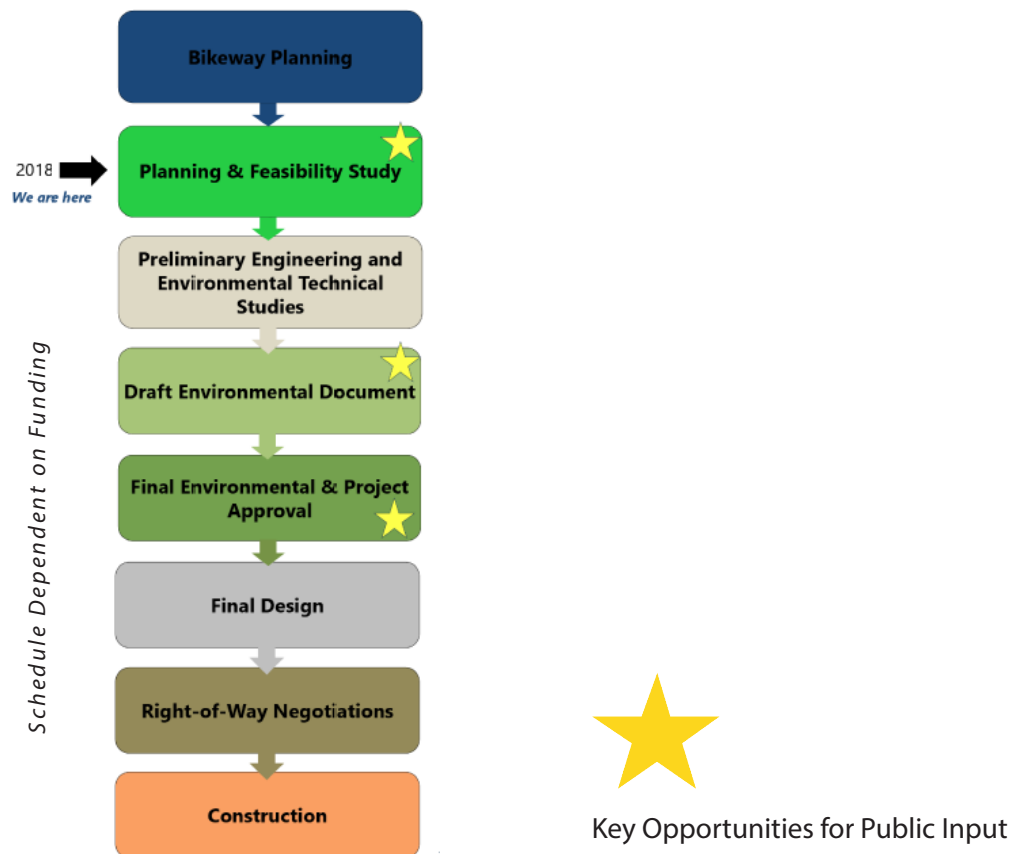 Bikeway Planning
2018
We are here
Planning & Feasibility Study
Preliminary Engineering and
Environmental Technical
Studies
Draft Environmental Document
Final Environmental & Project
Approval
Final Design
Right-of-Way Negotiations
Construction
Schedule Dependent on Funding
Key Opportunities for Public Input